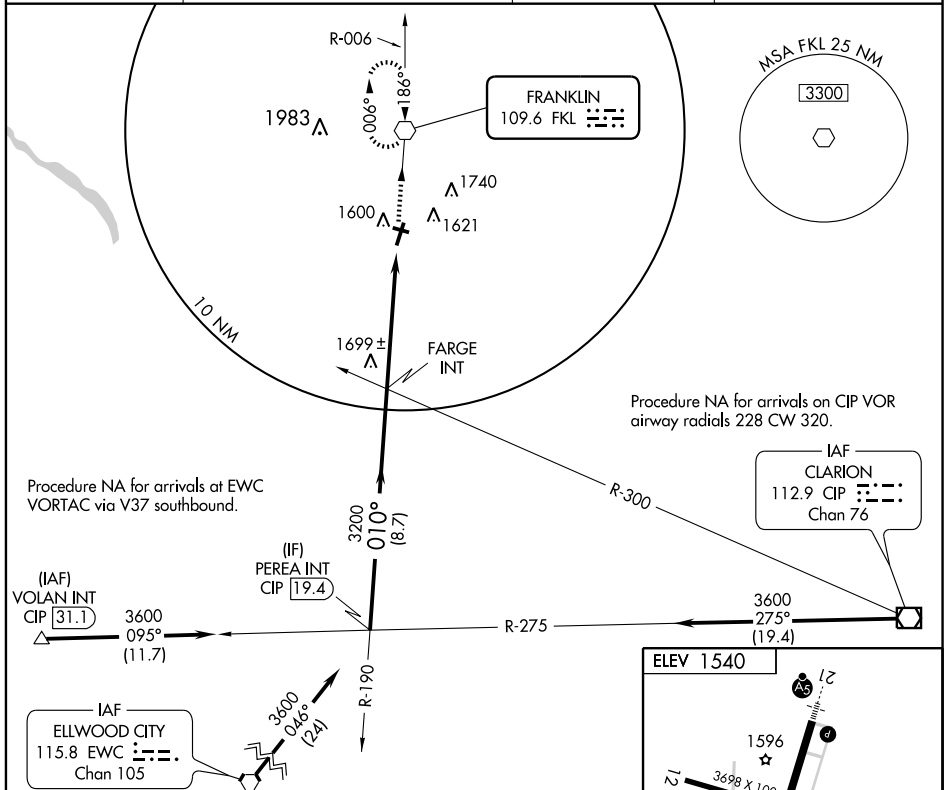 R-006
MSA FKL 25 NM
3300
006°
186°
FRANKLIN
109.6 FKL
1983
1740
1600
1621
10 NM
1699±
FARGE
INT
Procedure NA for arrivals on CIP VOR
airway radials 228 CW 320.
IAF
CLARION
112.9 CIP
Chan 76
R-300
Procedure NA for arrivals at EWC
VORTAC via V37 southbound.
3200
010°
(8.7)
(IF)
PEREA INT
CIP 19.4
(IAF)
VOLAN INT
CIP 31.1
3600
095°
(11.7)
R-275
3600
275°
(19.4)
R-190
3600
046°
(24)
IAF
ELLWOOD CITY
115.8 EWC
Chan 105
ELEV 1540
A5
21
P
1596
12
3698 X 100